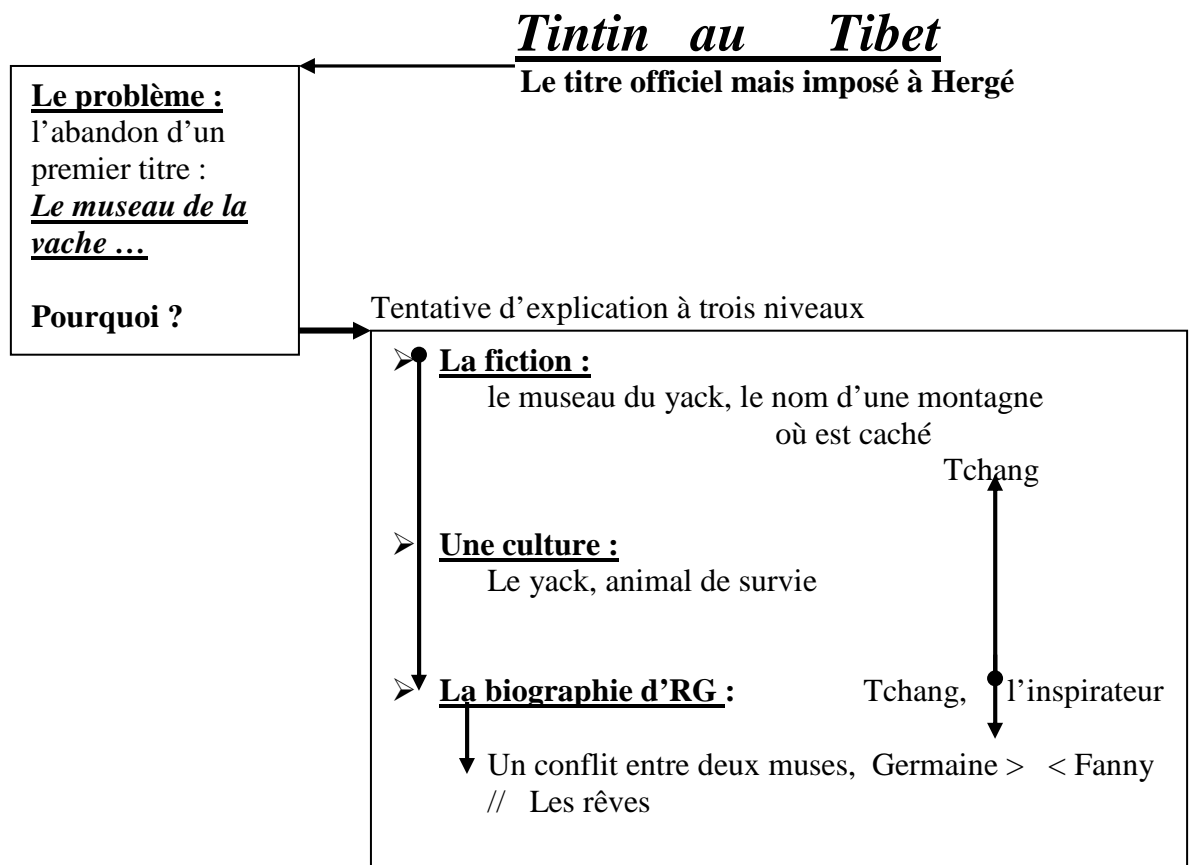 Tintin au Tibet
Le titre officiel mais imposé à Hergé
Le problème :
l’abandon d’un
premier titre :
Le museau de la
vache …
Pourquoi ?
Tentative d’explication à trois niveaux
➢ La fiction :
le museau du yack, le nom d’une montagne
où est caché
Tchang
➢ Une culture :
Le yack, animal de survie
➢ La biographie d’RG : Tchang, l’inspirateur
Un conflit entre deux muses, Germaine > < Fanny
// Les rêves